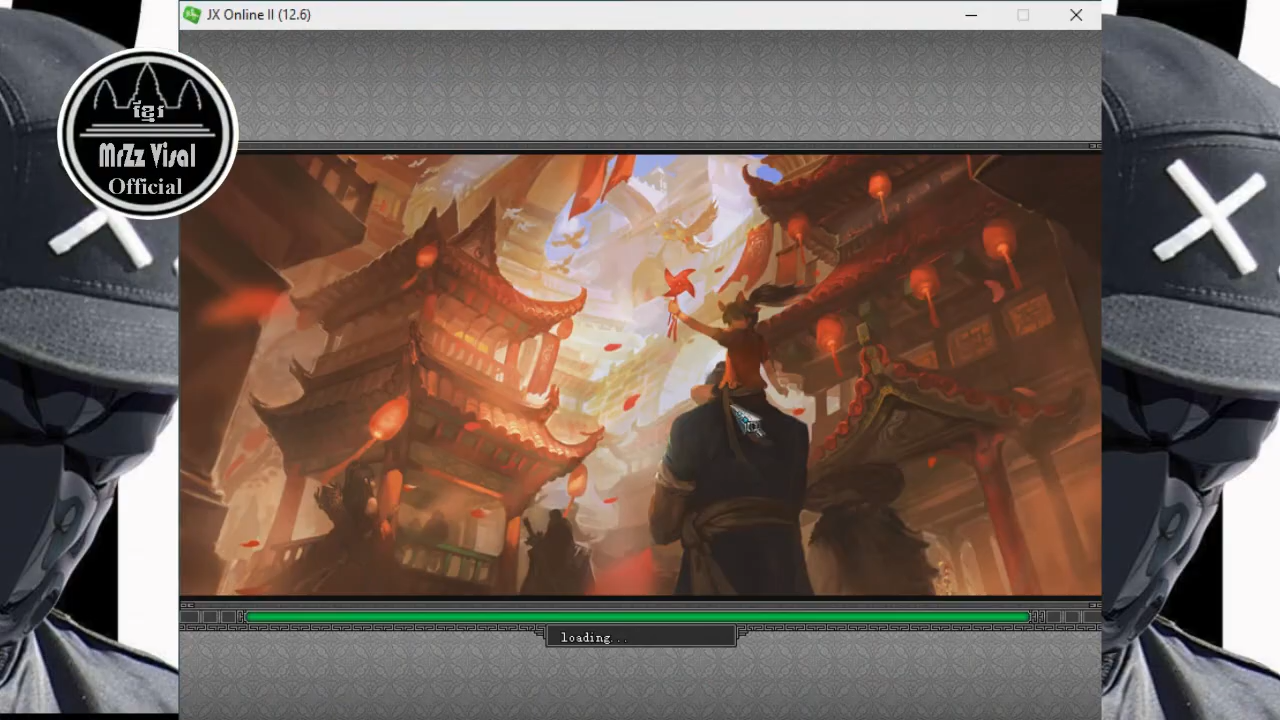 JX Online II (12.6)
ខ្មែរ
MrZz Visal
Official
loading...